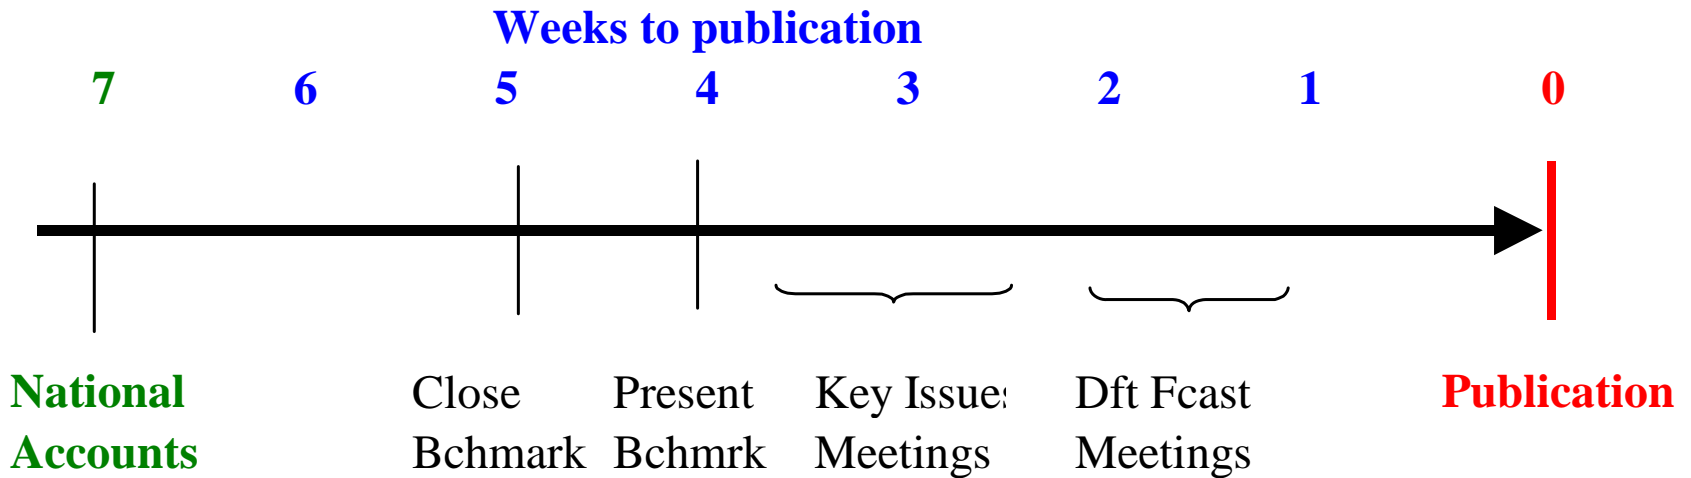 Weeks to publication
7 6 5 4 3 2 1 0
National Accounts
Close Bchmark
Present Bchmrk
Key Issues Meetings
Dft Fcast Meetings
Publication